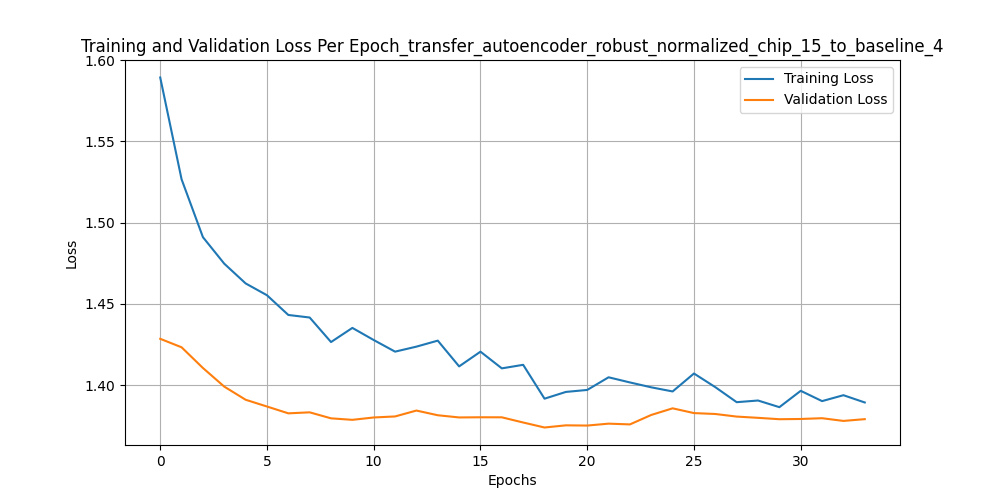 Training and Validation Loss Per Epoch_transfer_autoencoder_robust_normalized_chip_15_to_baseline_4
Training Loss
Validation Loss
1.60
1.55
1.50
1.45
1.40
Loss
0 5 10 15 20 25 30
Epochs